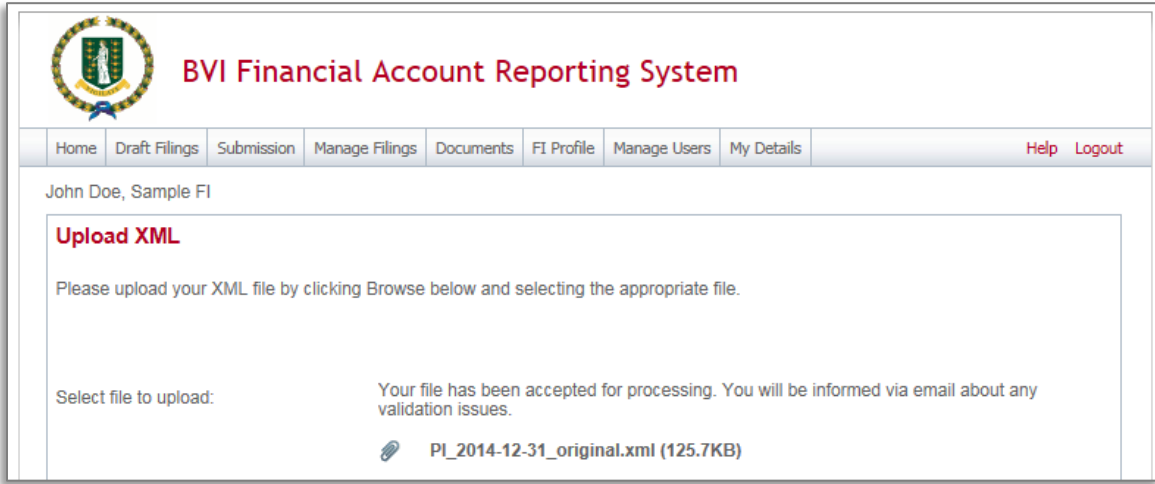 VIGILATE
BVI Financial Account Reporting System
Home Draft Filings Submission Manage Filings Documents FI Profile Manage Users My Details Help Logout
John Doe, Sample FI
Upload XML
Please upload your XML file by clicking Browse below and selecting the appropriate file.
Select file to upload:
Your file has been accepted for processing. You will be informed via email about any
validation issues.
PI_2014-12-31_original.xml (125.7KB)